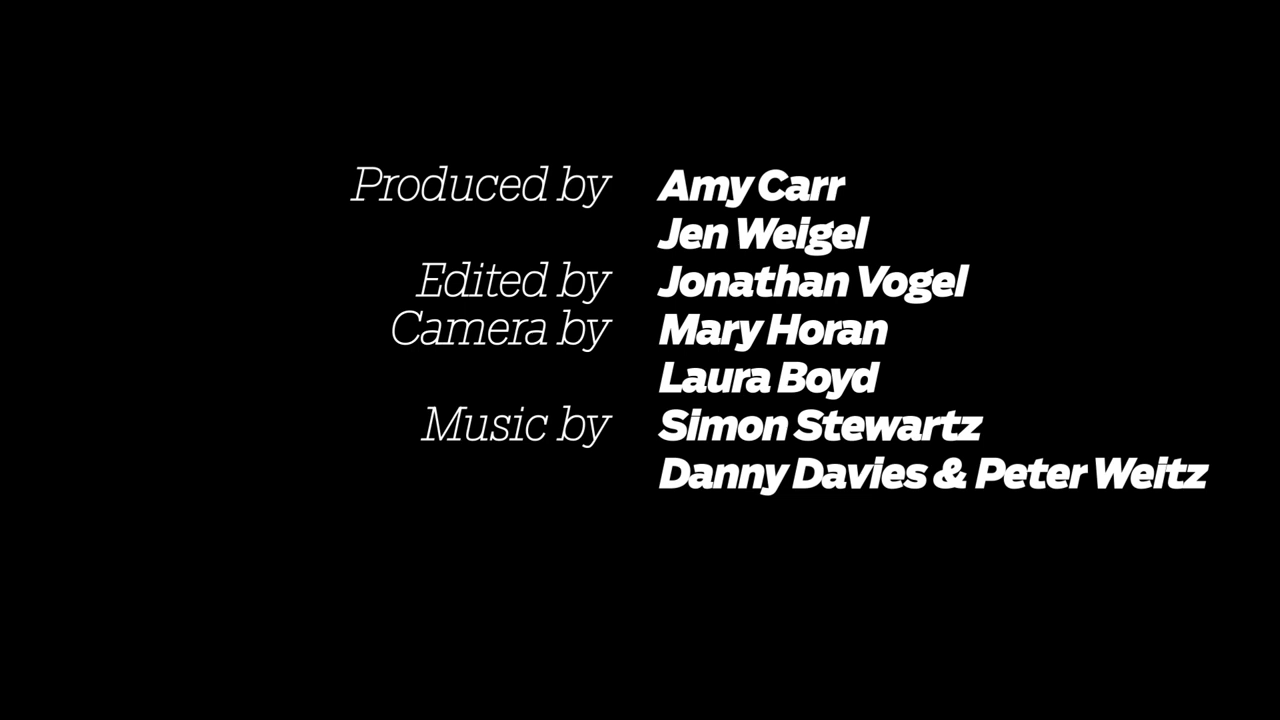 Produced by Amy Carr
Jen Weigel
Edited by Jonathan Vogel
Camera by Mary Horan
Laura Boyd
Music by Simon Stewartz
Danny Davies & Peter Weitz